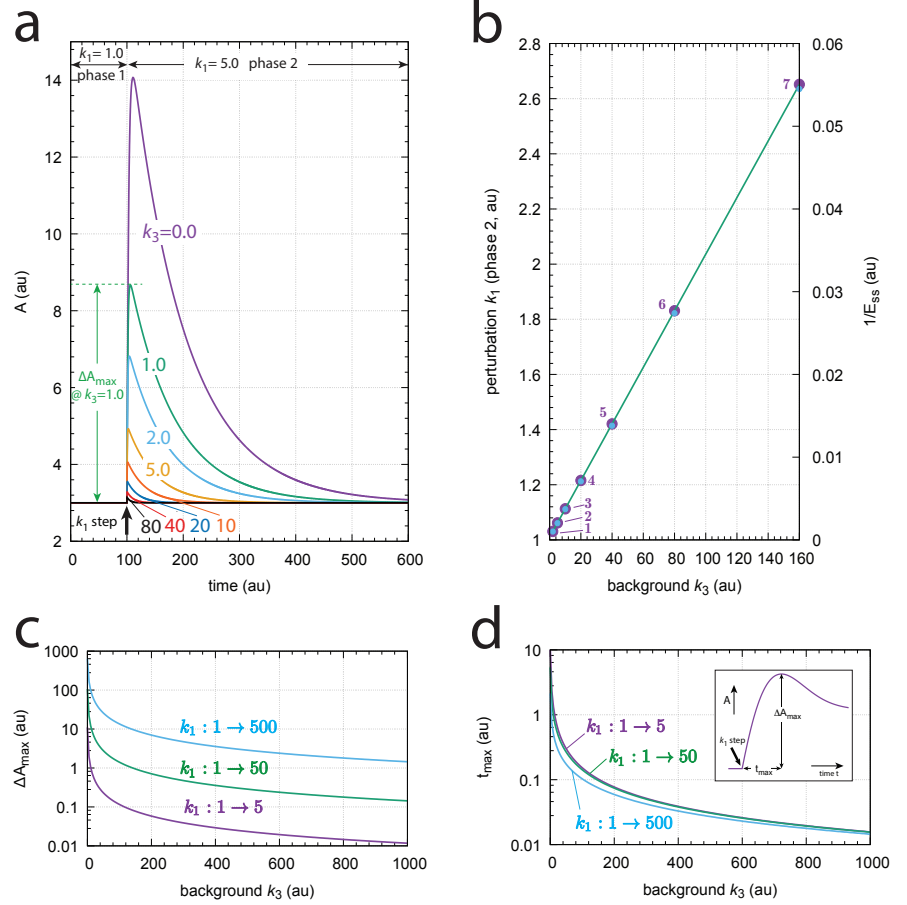 a
k₁= 1.0
phase 1
k₁= 5.0 phase 2
14
12
10
8
6
4
2
A (au)
k₃=0.0
1.0
2.0
5.0
ΔAmax
@ k₃=1.0
k₁ step
80
40
20
10
0
100
200
300
400
500
600
time (au)
b
2.8
2.6
2.4
2.2
2
1.8
1.6
1.4
1.2
1
perturbation k₁ (phase 2, au)
0.06
0.05
0.04
0.03
0.02
0.01
0
1/Ess (au)
7
6
5
4
3
2
1
0
20
40
60
80
100
120
140
160
background k₃ (au)
c
1000
100
10
1
0.1
0.01
ΔAmax (au)
k₁ : 1 → 500
k₁ : 1 → 50
k₁ : 1 → 5
0
200
400
600
800
1000
background k₃ (au)
d
10
1
0.1
0.01
tmax (au)
k₁ : 1 → 5
k₁ : 1 → 50
k₁ : 1 → 500
A
ΔAmax
k₁ step
tmax
time t
0
200
400
600
800
1000
background k₃ (au)